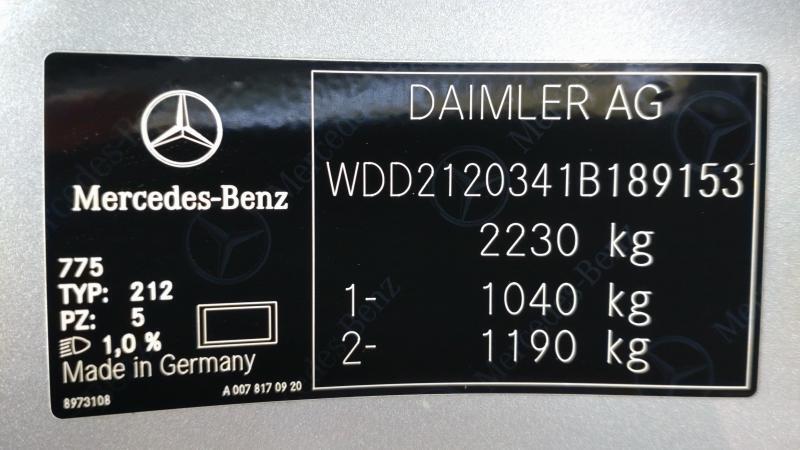 Mercedes-Benz
775
TYP: 212
PZ: 5
1,0 %
Made in Germany
8973108
A 007 817 09 20
DAIMLER AG
WDD2120341B189153
2230 kg
1- 1040 kg
2- 1190 kg